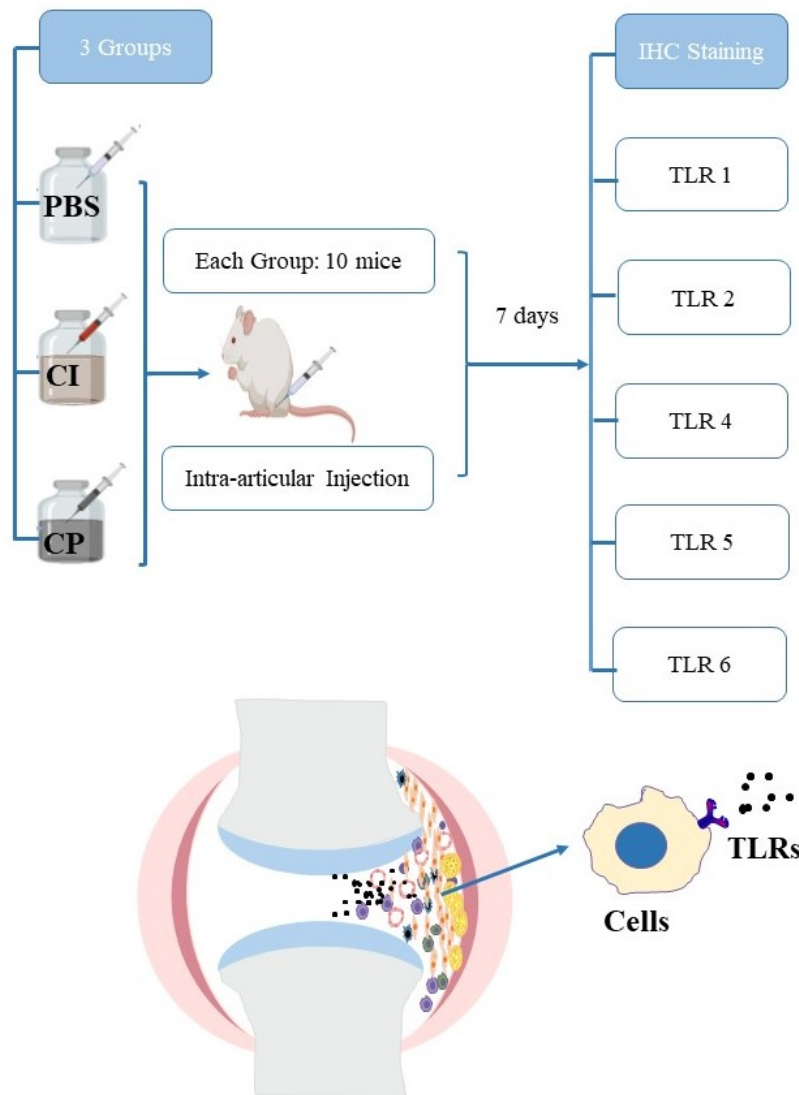 3 Groups
PBS
CI
CP
Each Group: 10 mice
Intra-articular Injection
7 days
IHC Staining
TLR 1
TLR 2
TLR 4
TLR 5
TLR 6
TLRs
Cells